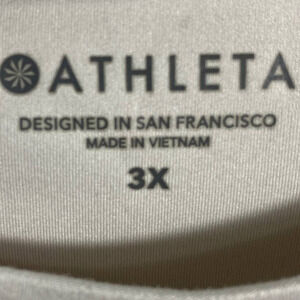 ATHLETA
DESIGNED IN SAN FRANCISCO
MADE IN VIETNAM
3X